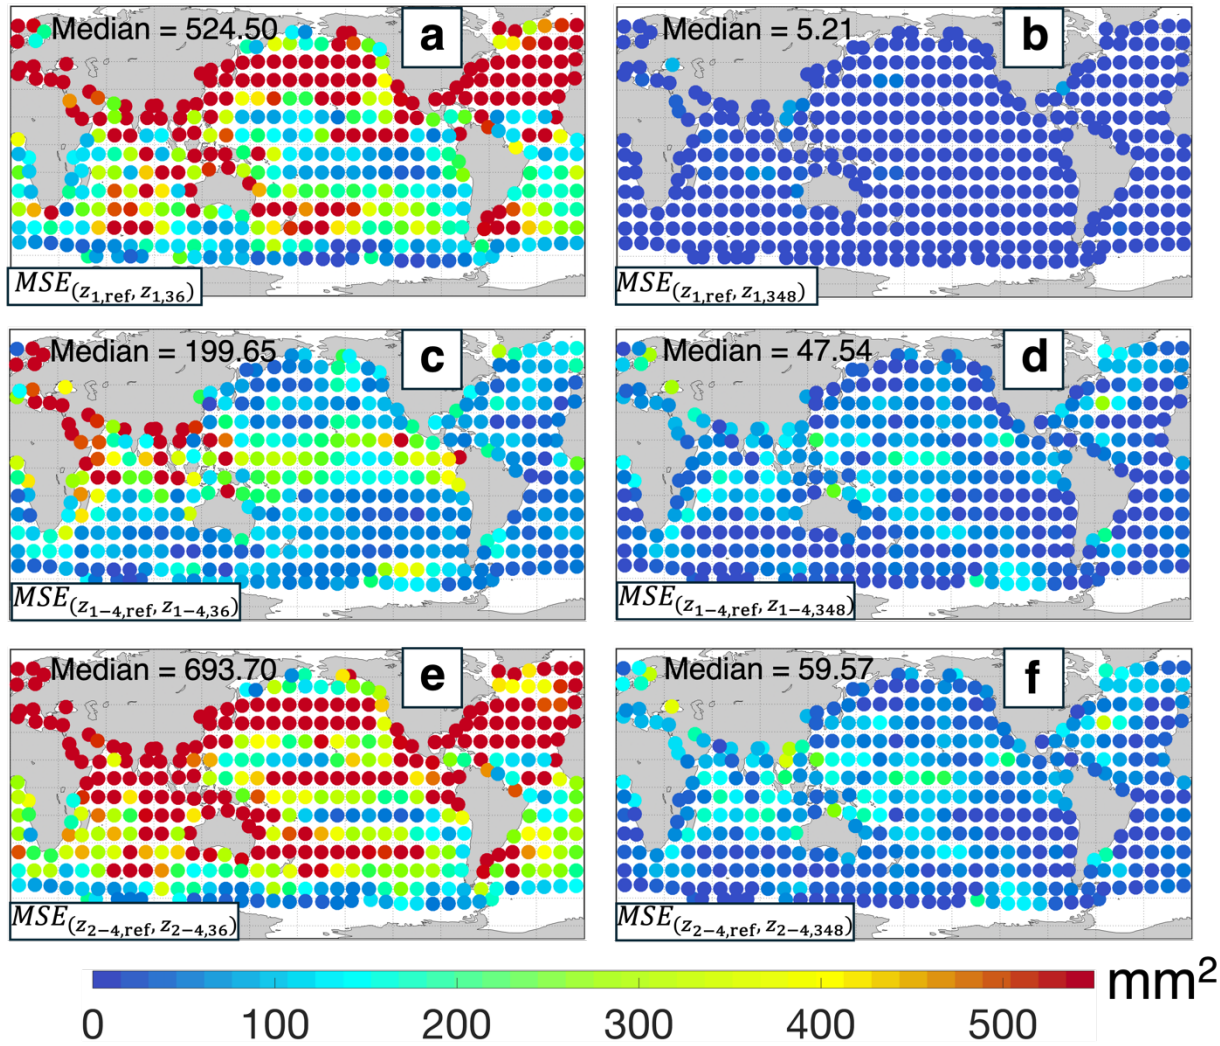 Median = 524.50
a
MSE(z1,ref, z1,36)
Median = 5.21
b
MSE(z1,ref, z1,348)
Median = 199.65
c
MSE(z1−4,ref, z1−4,36)
Median = 47.54
d
MSE(z1−4,ref, z1−4,348)
Median = 693.70
e
MSE(z2−4,ref, z2−4,36)
Median = 59.57
f
MSE(z2−4,ref, z2−4,348)
0 100 200 300 400 500 mm²